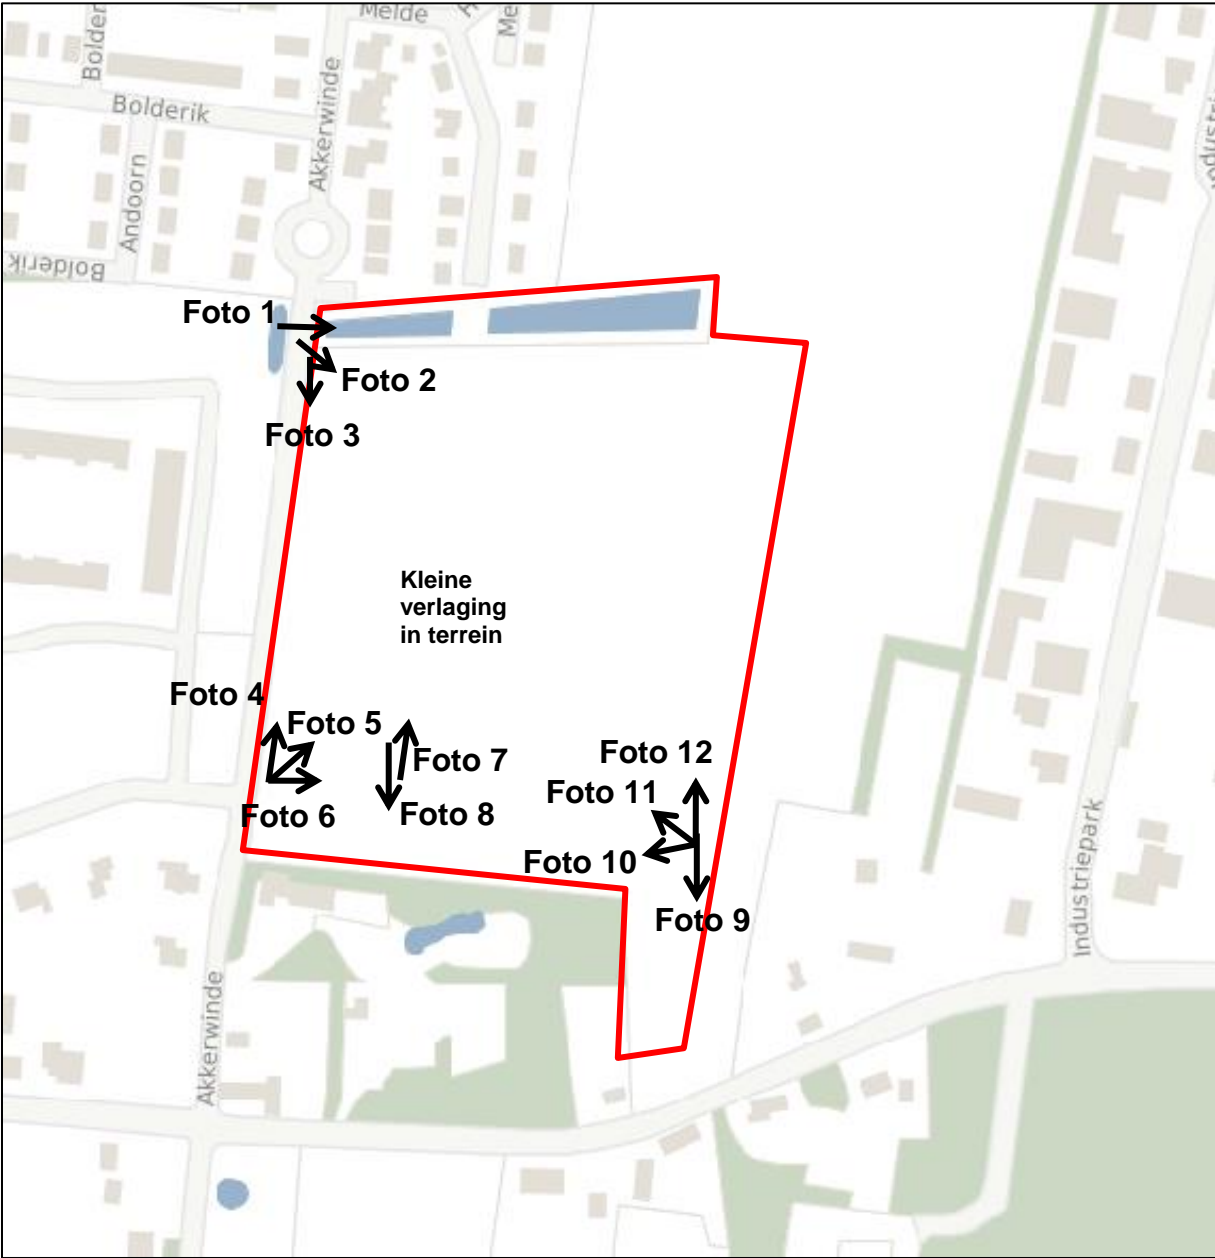 Melde
Bolderik
Akkerwinde
Andoorn
Bolderik
Foto 1
Foto 2
Foto 3
Kleine
verlaging
in terrein
Foto 4
Foto 5
Foto 7
Foto 12
Foto 11
Foto 6
Foto 8
Foto 10
Foto 9
Industriepark
Akkerwinde